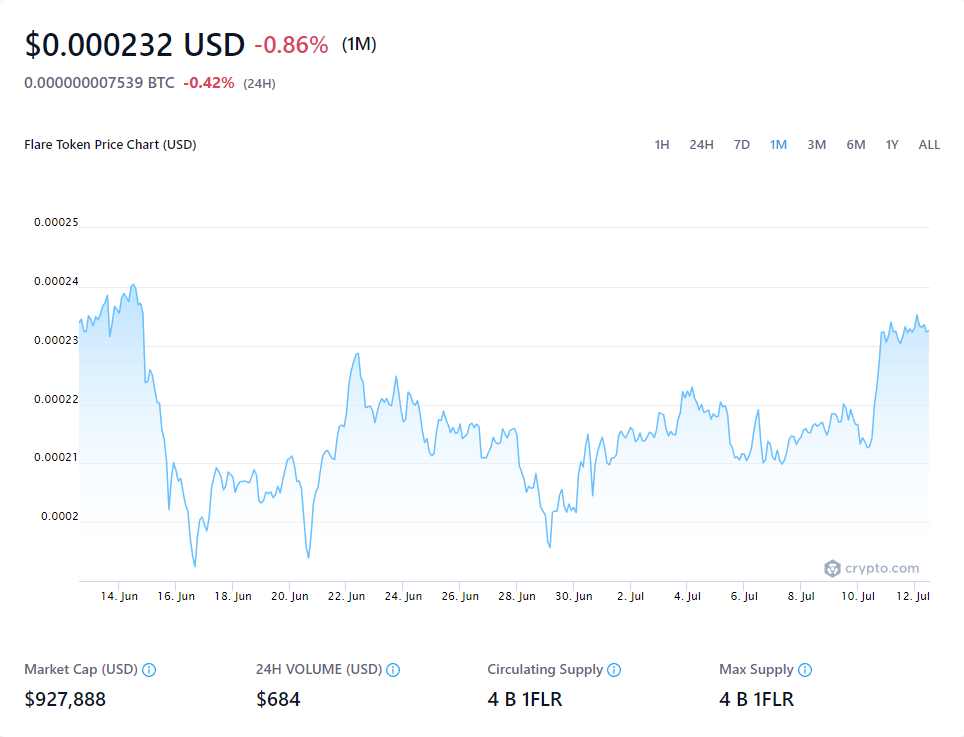 $0.000232 USD -0.86% (1M)
0.000000007539 BTC -0.42% (24H)
Flare Token Price Chart (USD) 1H 24H 7D 1M 3M 6M 1Y ALL
0.00025
0.00024
0.00023
0.00022
0.00021
0.0002
crypto.com
14. Jun 16. Jun 18. Jun 20. Jun 22. Jun 24. Jun 26. Jun 28. Jun 30. Jun 2. Jul 4. Jul 6. Jul 8. Jul 10. Jul 12. Jul
Market Cap (USD) 24H VOLUME (USD) Circulating Supply Max Supply
$927,888 $684 4 B 1FLR 4 B 1FLR